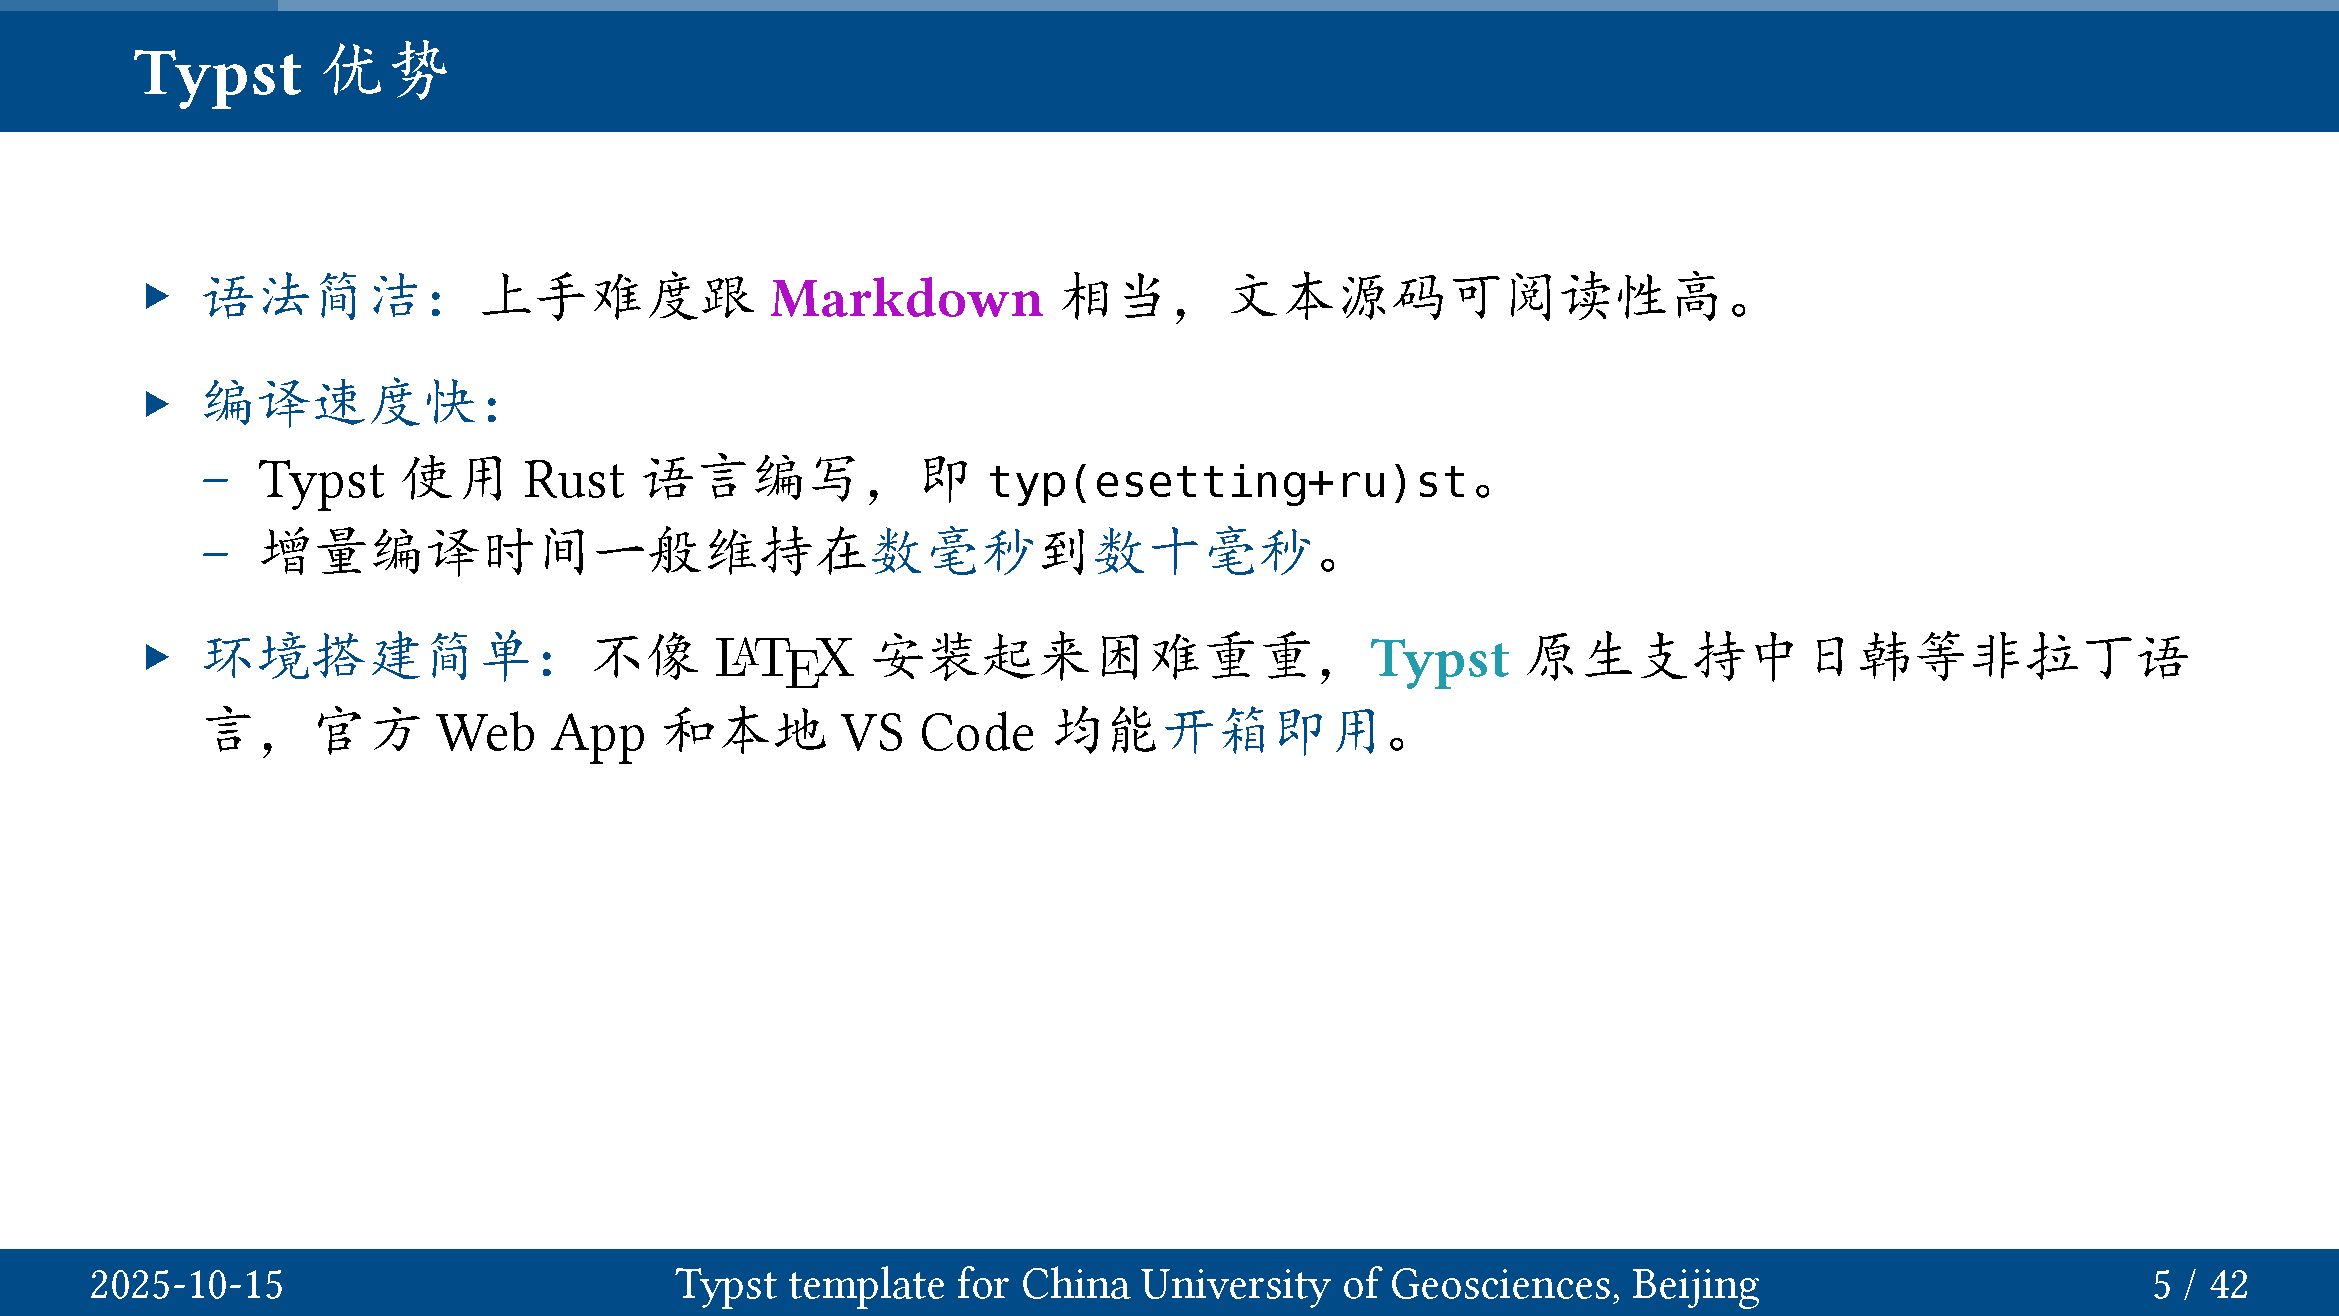 Typst 优势
▶ 语法简洁：上手难度跟 Markdown 相当，文本源码可阅读性高。
▶ 编译速度快：
– Typst 使用 Rust 语言编写，即 typ(esetting+ru)st。
– 增量编译时间一般维持在数毫秒到数十毫秒。
▶ 环境搭建简单：不像 LATEX 安装起来困难重重，Typst 原生支持中日韩等非拉丁语
言，官方 Web App 和本地 VS Code 均能开箱即用。
2025-10-15 Typst template for China University of Geosciences, Beijing 5 / 42